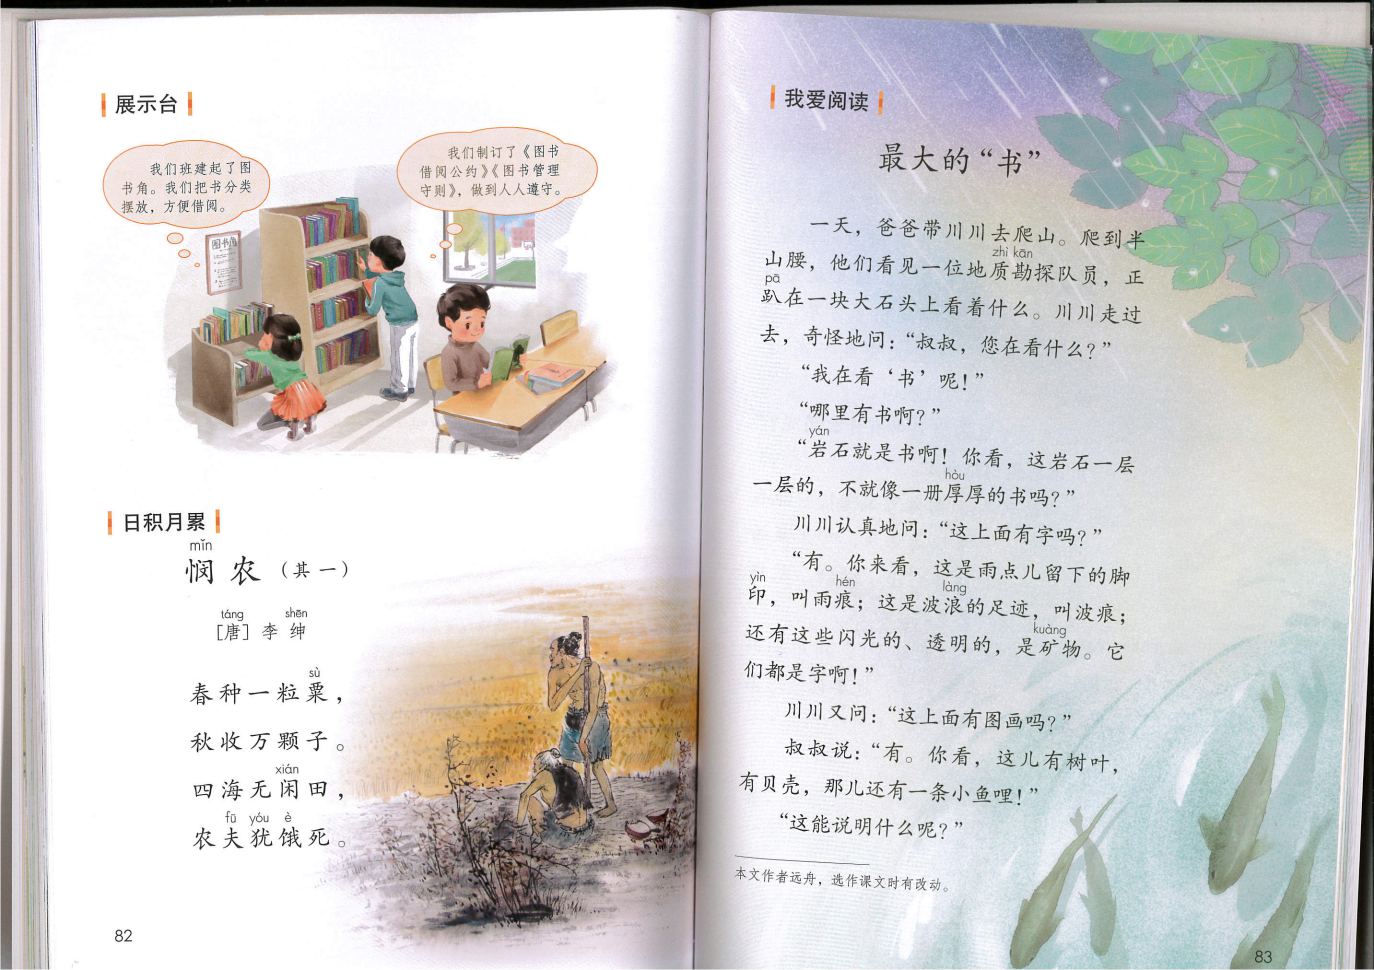 展示台
我们班建起了图
书角。我们把书分类
摆放，方便借阅。
我们制订了《图书
借阅公约》《图书管理
守则》，做到人人遵守。
图书角
日积月累
mǐn
悯农（其一）
táng shēn
［唐］李绅
sù
春种一粒粟，
秋收万颗子。
xián
四海无闲田，
fū yóu è
农夫犹饿死。
82
我爱阅读
最大的“书”
一天，爸爸带川川去爬山。爬到半
zhì kān
山腰，他们看见一位地质勘探队员，正
pā
趴在一块大石头上看着什么。川川走过
去，奇怪地问：“叔叔，您在看什么？”
“我在看‘书’呢！”
“哪里有书啊？”
yán
“岩石就是书啊！你看，这岩石一层
hòu
一层的，不就像一册厚厚的书吗？”
川川认真地问：“这上面有字吗？”
“有。你来看，这是雨点儿留下的脚
yìn hén làng
印，叫雨痕；这是波浪的足迹，叫波痕；
kuàng
还有这些闪光的、透明的，是矿物。它
们都是字啊！”
川川又问：“这上面有图画吗？”
叔叔说：“有。你看，这儿有树叶，
有贝壳，那儿还有一条小鱼哩！”
“这能说明什么呢？”
本文作者远舟，选作课文时有改动。
83